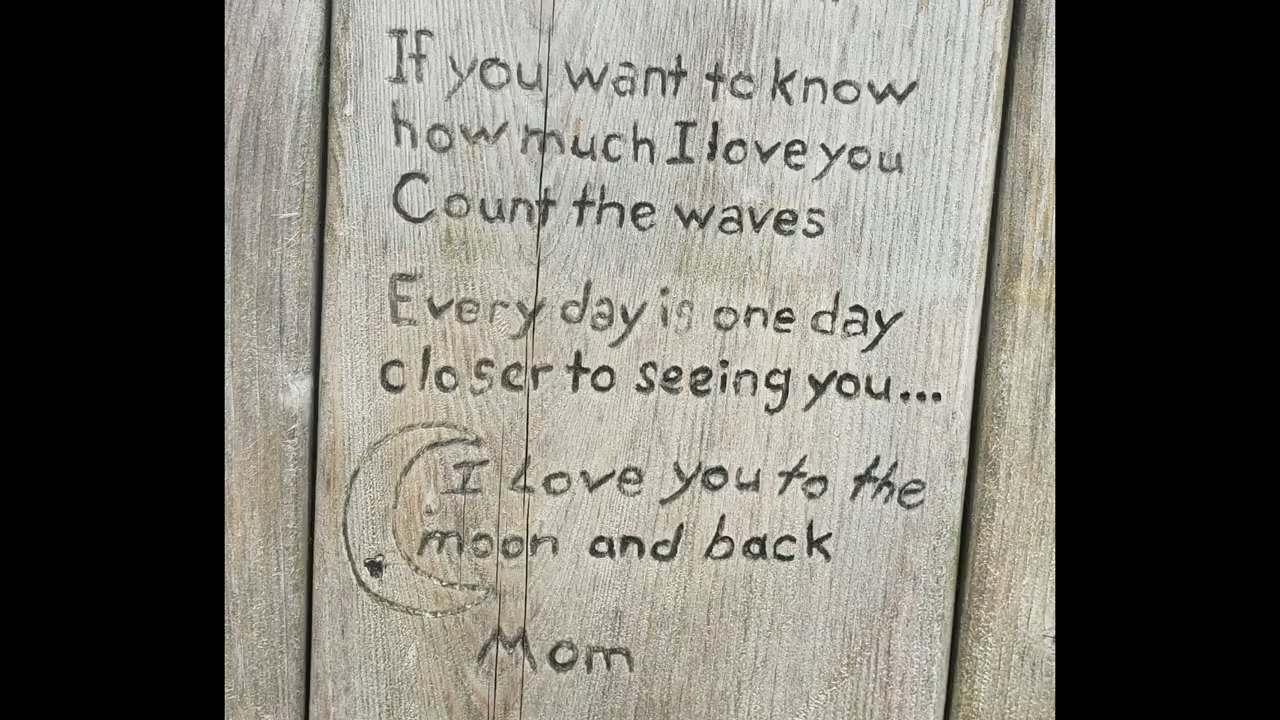 If you want to know
how much I love you
Count the waves
Every day is one day
closer to seeing you...
I Love you to the
moon and back
Mom